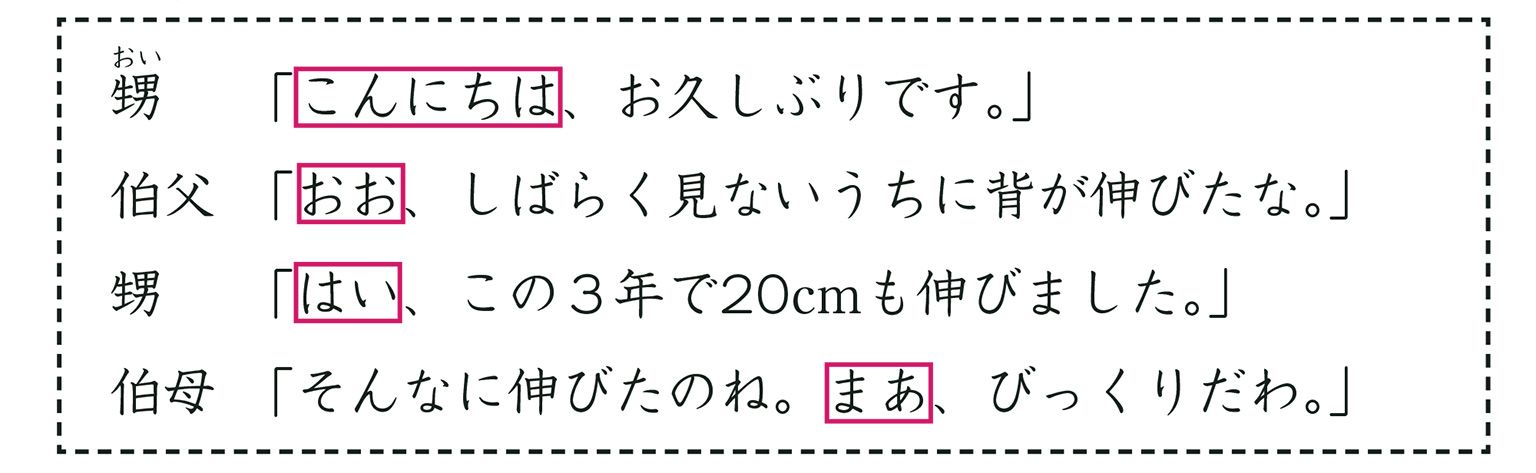 おい
甥 「こんにちは、お久しぶりです。」
伯父 「おお、しばらく見ないうちに背が伸びたな。」
甥 「はい、この３年で20cmも伸びました。」
伯母 「そんなに伸びたのね。まあ、びっくりだわ。」